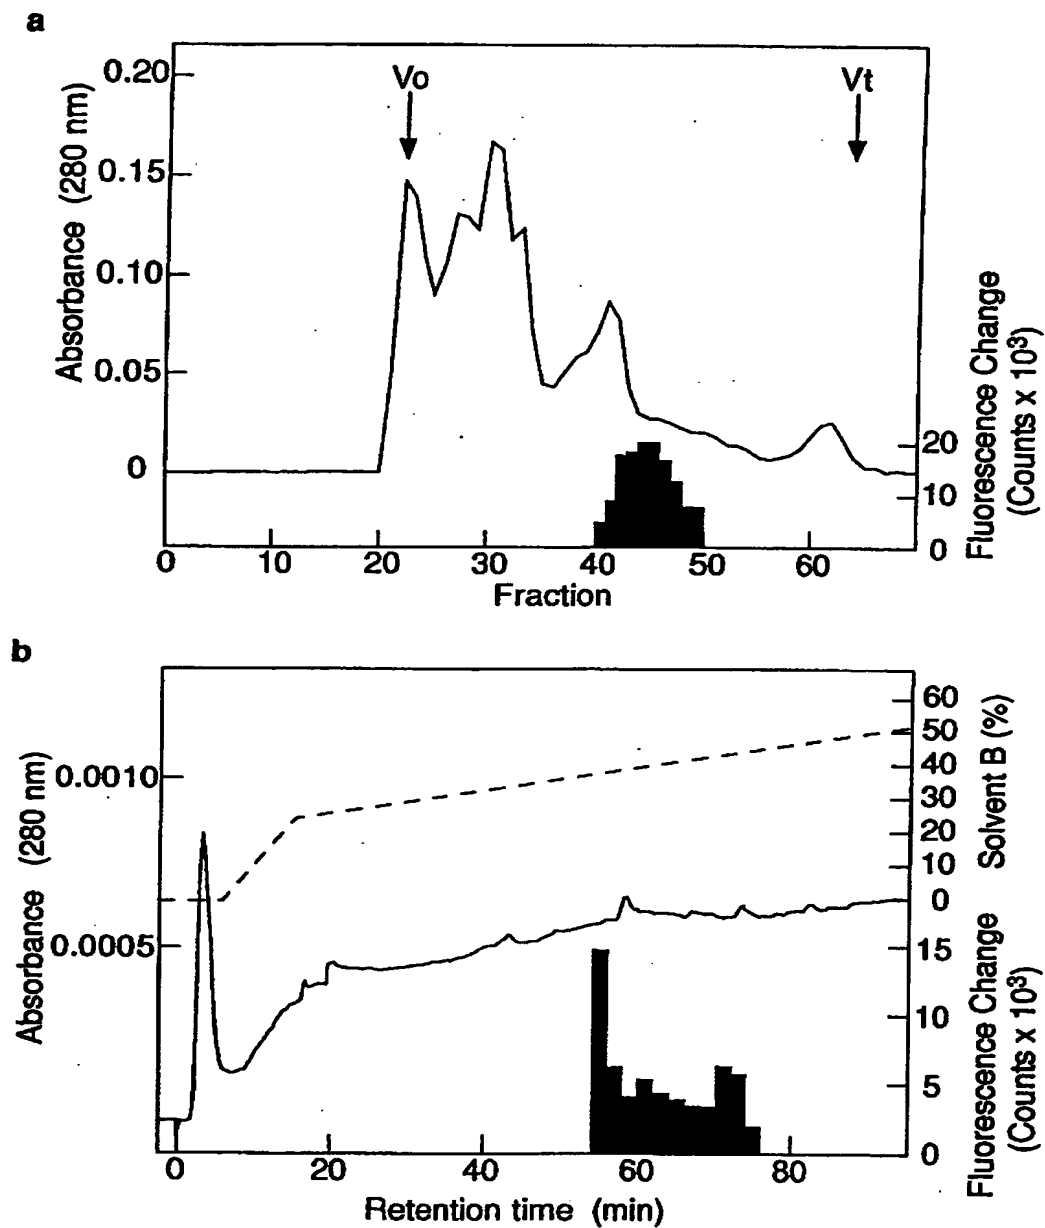 a
Absorbance (280 nm)
0.20
0.15
0.10
0.05
0
Vo
Vt
Fluorescence Change
(Counts x 10³)
20
10
0
0 10 20 30 40 50 60
Fraction
b
Absorbance (280 nm)
0.0010
0.0005
Solvent B (%)
60
50
40
30
20
10
0
Fluorescence Change
(Counts x 10³)
15
10
5
0
0 20 40 60 80
Retention time (min)